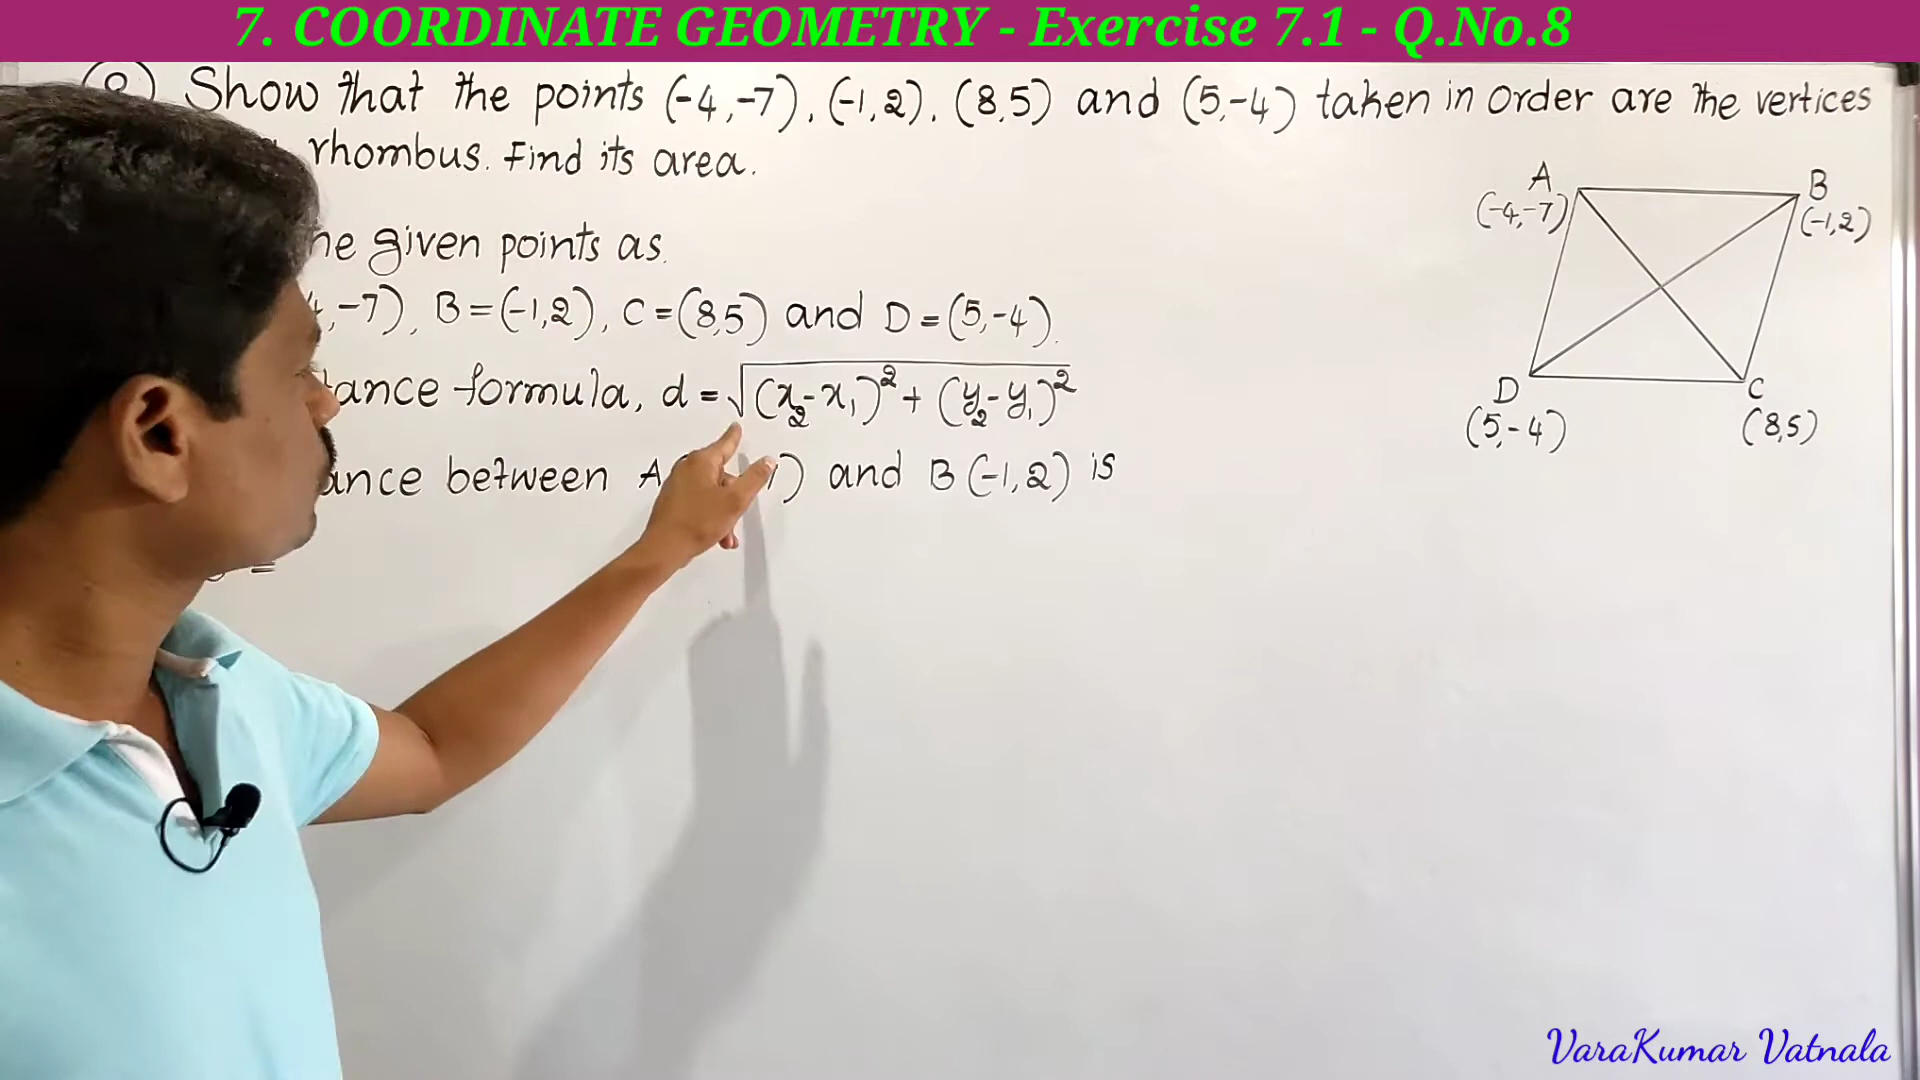 7. COORDINATE GEOMETRY - Exercise 7.1 - Q.No.8
(8) Show that the points (-4,-7), (-1,2), (8,5) and (5,-4) taken in order are the vertices
rhombus. Find its area.
given points as.
-7), B=(-1,2), C=(8,5) and D=(5,-4).
formula, d=√(x₂-x₁)²+(y₂-y₁)²
between A and B(-1,2) is
=
A
(-4,-7)
B
(-1,2)
D
(5,-4)
C
(8,5)
VaraKumar Vatnala